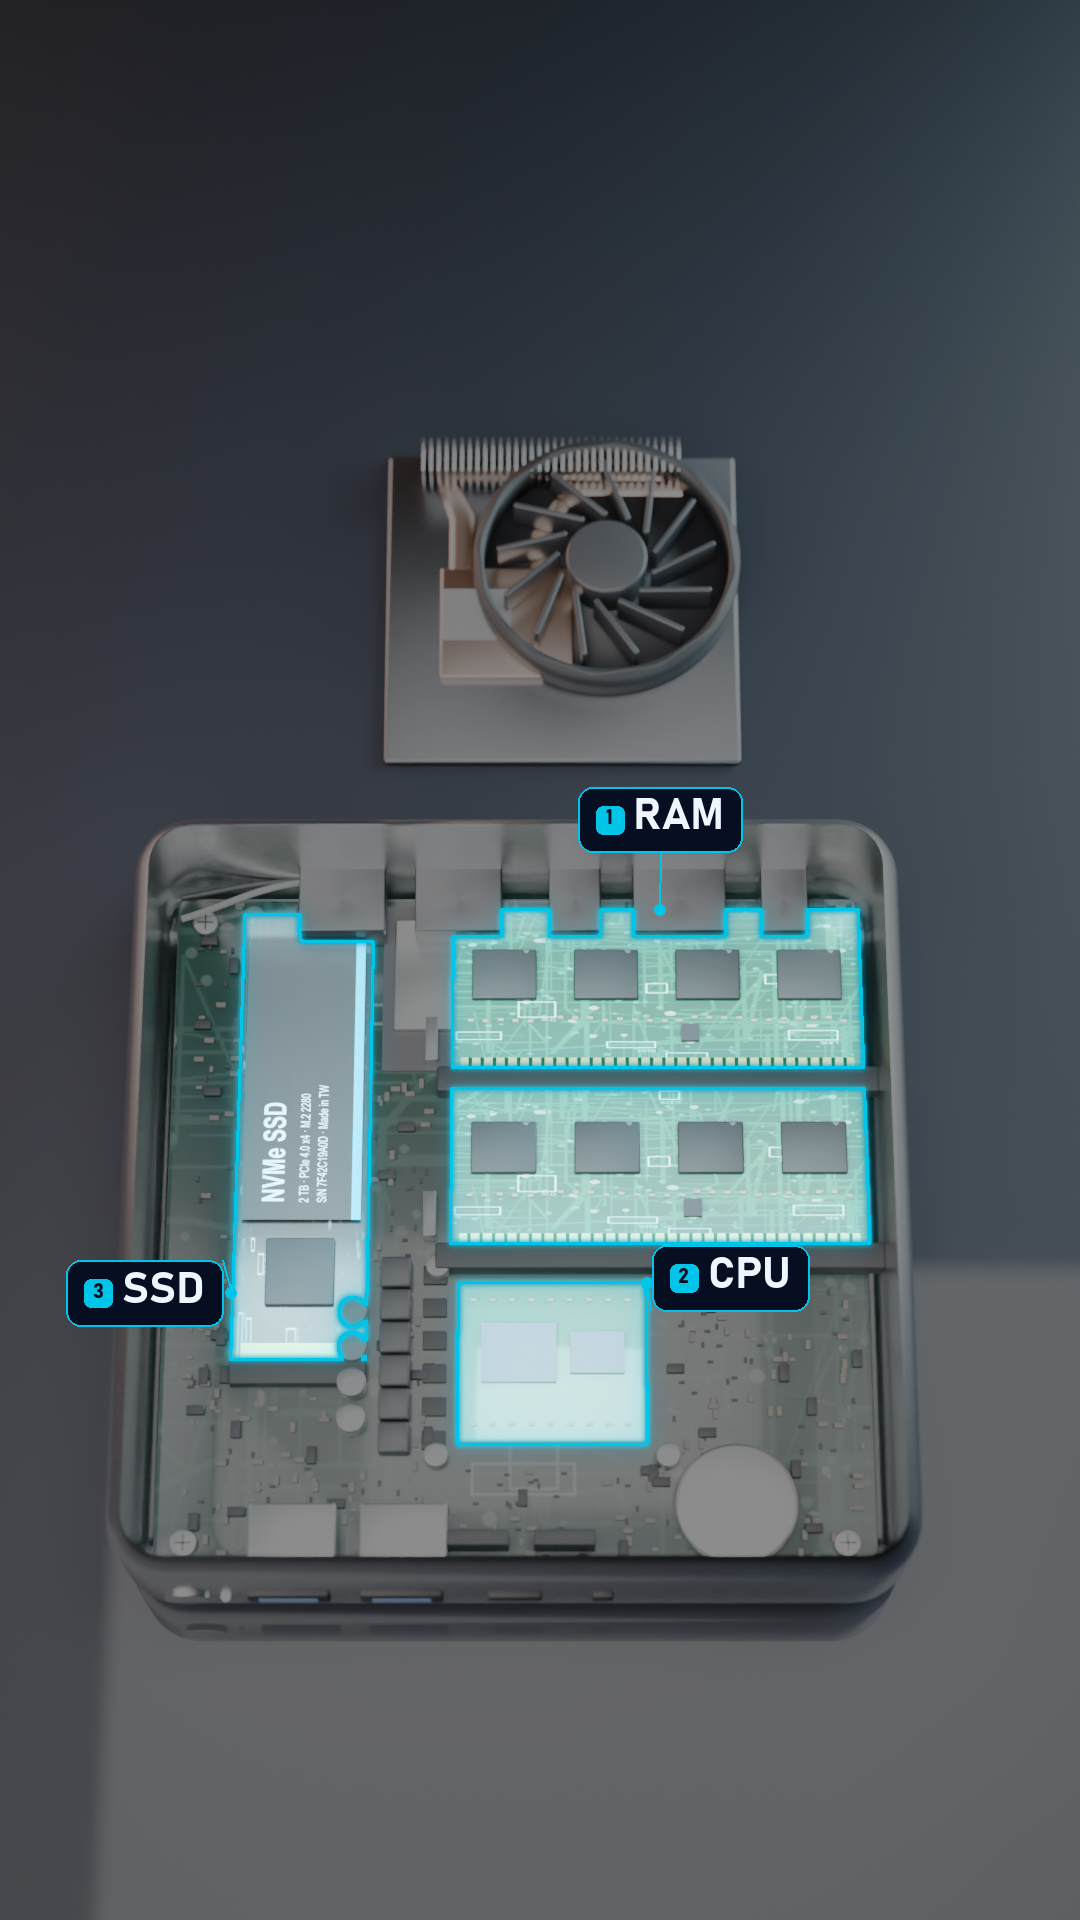 1 RAM
NVMe SSD
2 TB · PCIe 4.0 x4 · M.2 2280
S/N 7F42C19A0D · Made in TW
2 CPU
3 SSD